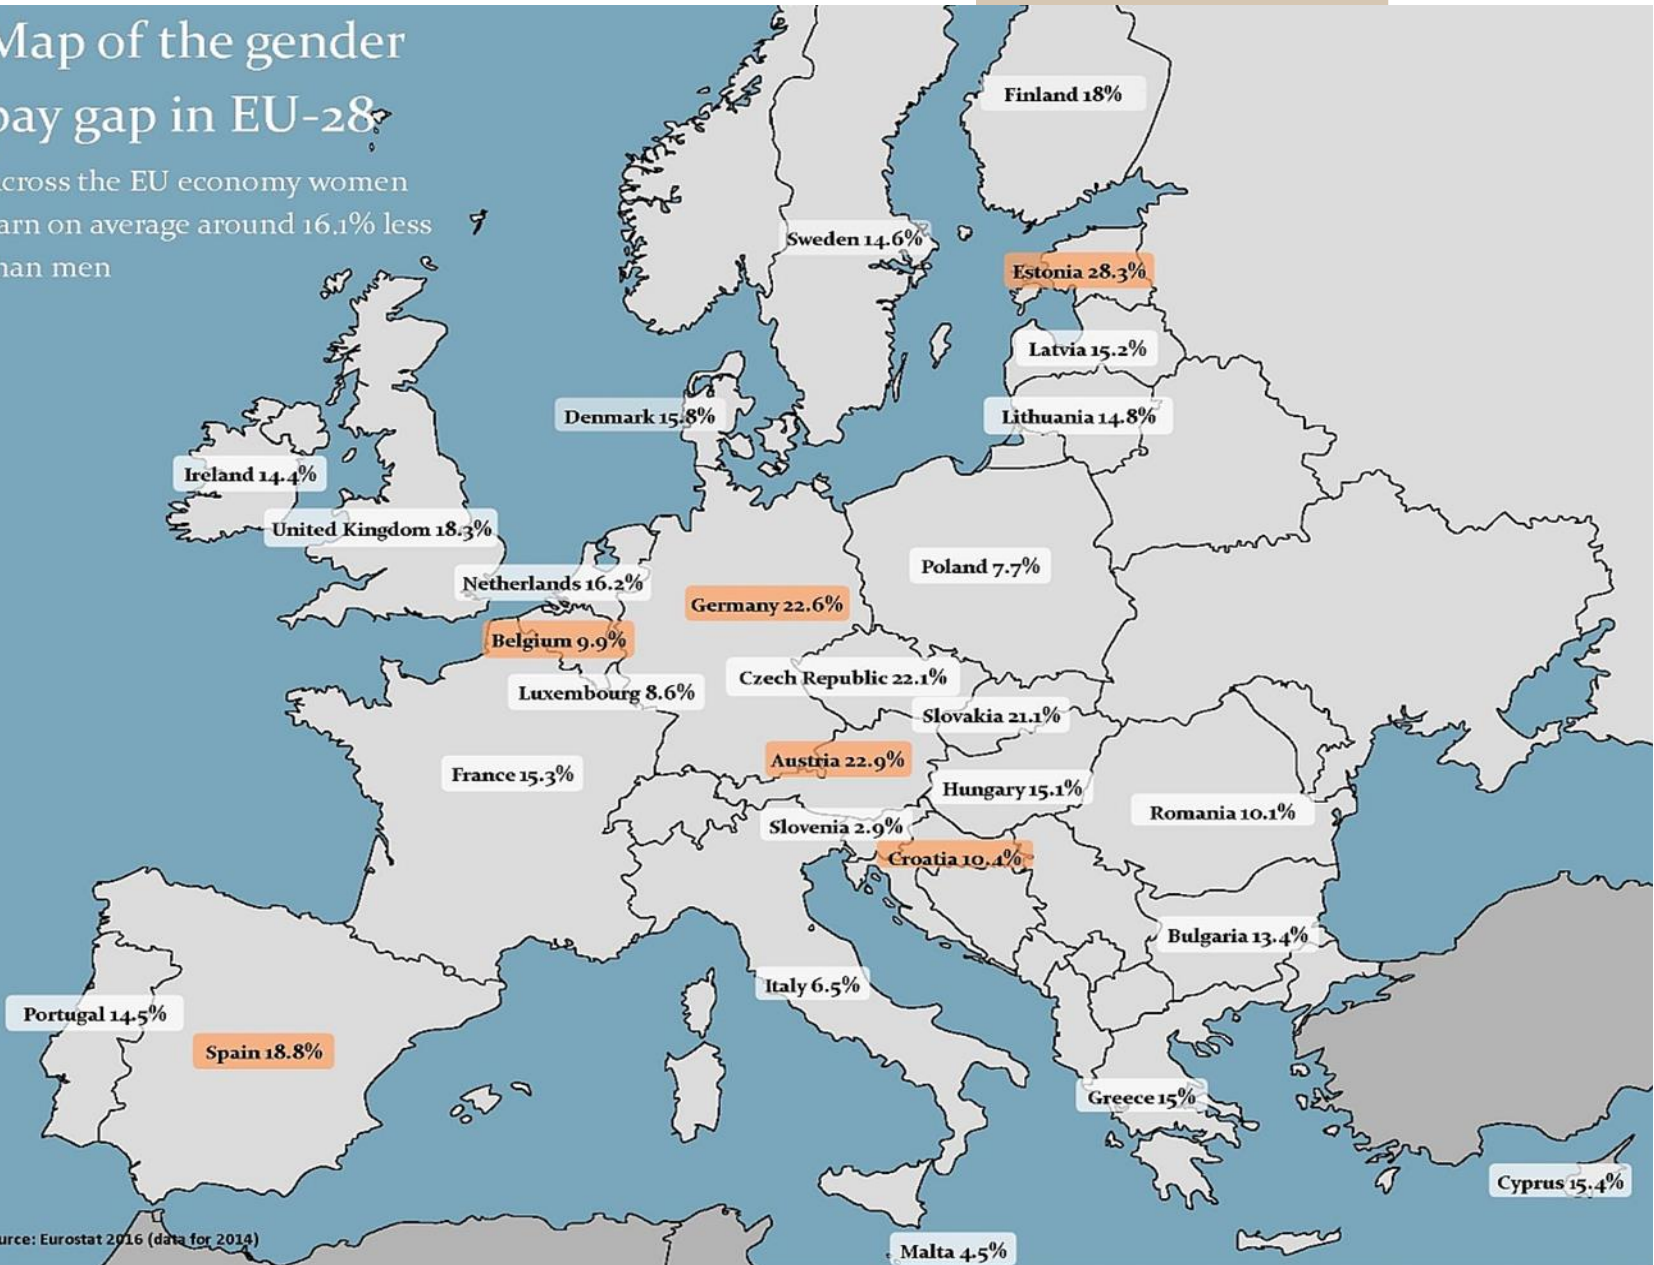 Map of the gender
pay gap in EU-28
across the EU economy women
earn on average around 16.1% less
than men
Finland 18%
Sweden 14.6%
Estonia 28.3%
Latvia 15.2%
Denmark 15.8%
Lithuania 14.8%
Ireland 14.4%
United Kingdom 18.3%
Poland 7.7%
Netherlands 16.2%
Germany 22.6%
Belgium 9.9%
Czech Republic 22.1%
Luxembourg 8.6%
Slovakia 21.1%
Austria 22.9%
France 15.3%
Hungary 15.1%
Romania 10.1%
Slovenia 2.9%
Croatia 10.4%
Bulgaria 13.4%
Italy 6.5%
Portugal 14.5%
Spain 18.8%
Greece 15%
Cyprus 15.4%
urce: Eurostat 2016 (data for 2014)
Malta 4.5%